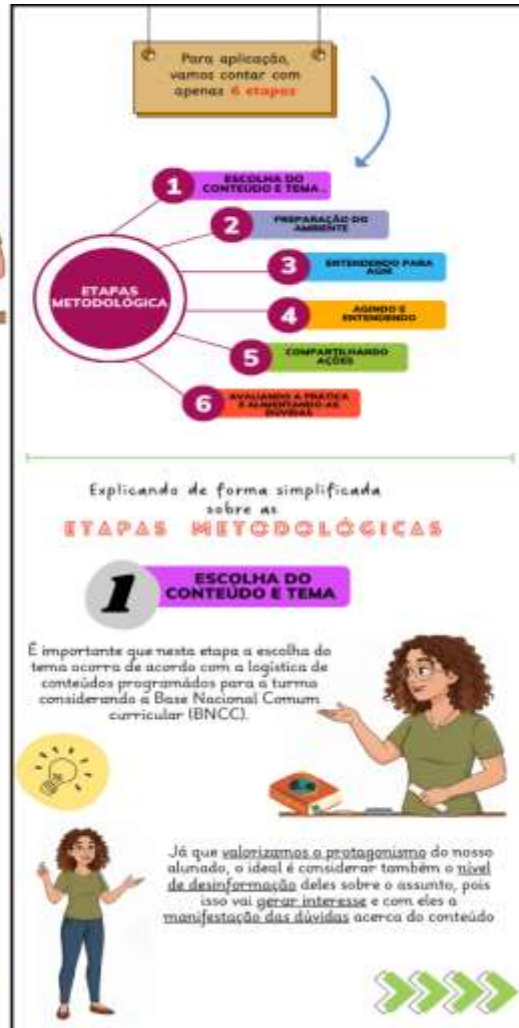 Para aplicação,
vamos contar com
apenas 6 etapas
1
ESCOLHA DO
CONTEÚDO E TEMA..
2
PREPARAÇÃO DO
AMBIENTE
3
ENTENDENDO PARA
AGIR
4
AGINDO E
ENTENDENDO
5
COMPARTILHANDO
AÇÕES
6
AVALIANDO A PRÁTICA
E ALIMENTANDO AS
DÚVIDAS
ETAPAS
METODOLÓGICA
Explicando de forma simplificada
sobre as
ETAPAS METODOLÓGICAS
1
ESCOLHA DO
CONTEÚDO E TEMA
É importante que nesta etapa a escolha do
tema ocorra de acordo com a logística de
conteúdos programádos para a turma
considerando a Base Nacional Comum
curricular (BNCC).
Já que valorizamos o protagonismo do nosso
alunado, o ideal é considerar também o nível
de desinformação deles sobre o assunto, pois
isso vai gerar interesse e com eles a
manifestação das dúvidas acerca do conteúdo